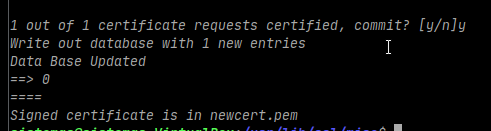 1 out of 1 certificate requests certified, commit? [y/n]y
Write out database with 1 new entries
Data Base Updated
==> 0
====
Signed certificate is in newcert.pem